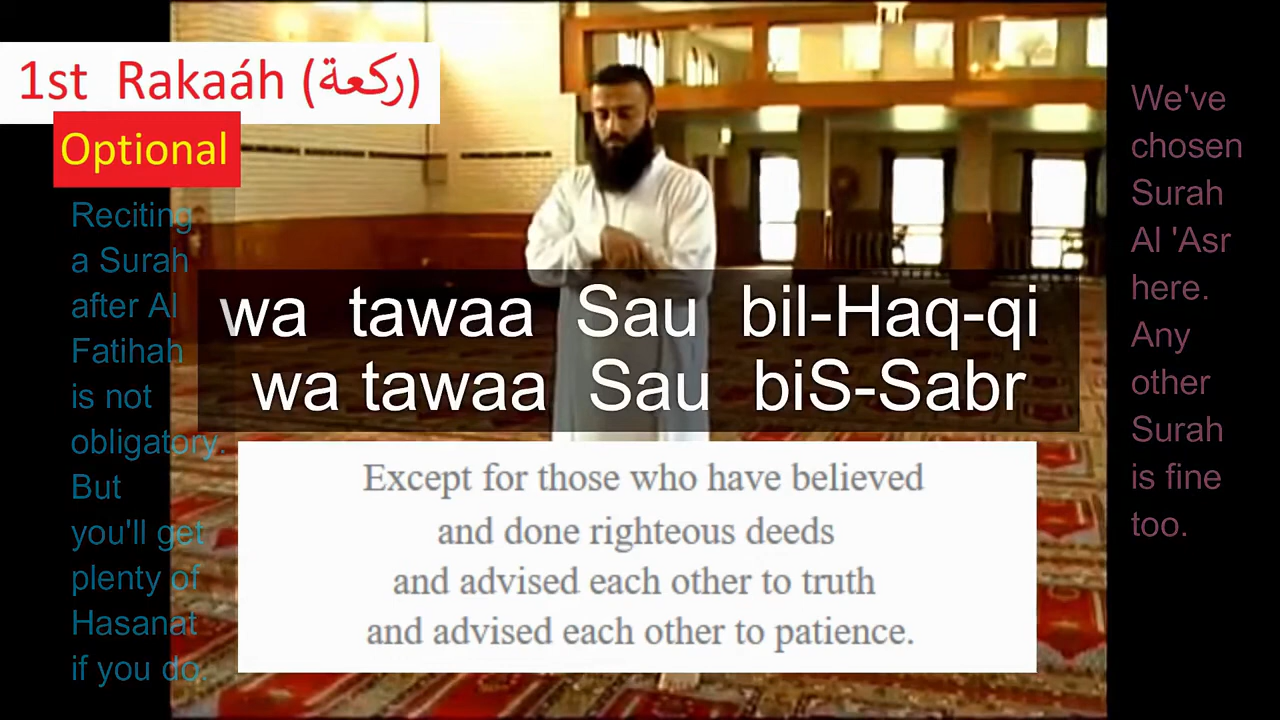 1st Rakaáh (ركعة)
Optional
Reciting
a Surah
after Al
Fatihah
is not
obligatory.
But
you'll get
plenty of
Hasanat
if you do.
wa tawaa Sau bil-Haq-qi
wa tawaa Sau biS-Sabr
Except for those who have believed
and done righteous deeds
and advised each other to truth
and advised each other to patience.
We've
chosen
Surah
Al 'Asr
here.
Any
other
Surah
is fine
too.